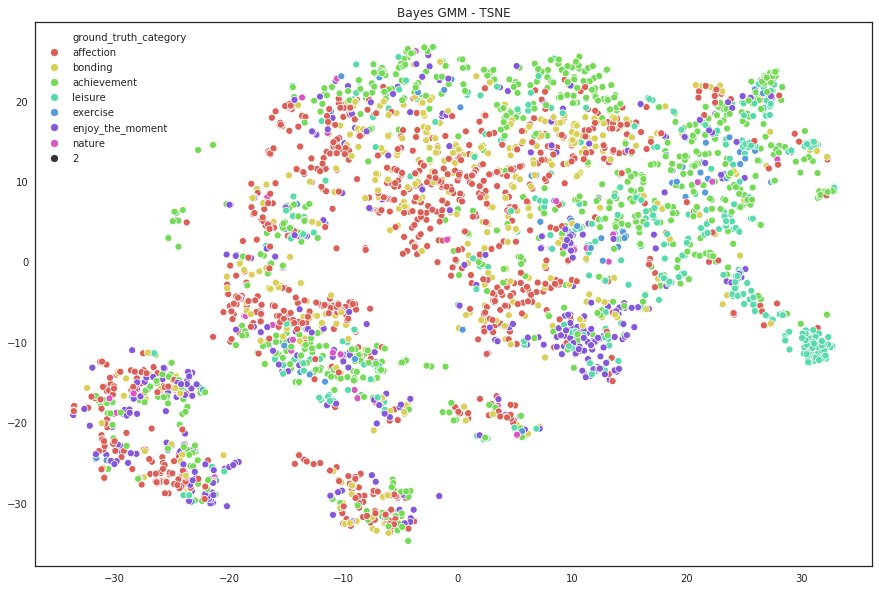 Bayes GMM - TSNE
ground_truth_category
affection
bonding
achievement
leisure
exercise
enjoy_the_moment
nature
2
20
10
0
−10
−20
−30
−30 −20 −10 0 10 20 30